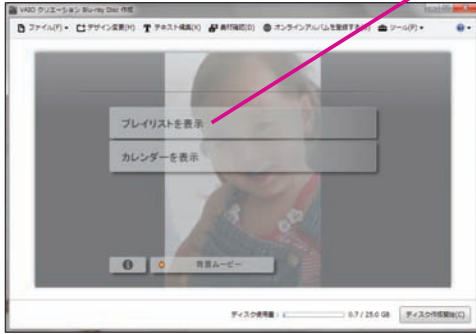 VAIO クリエーション Blu-ray Disc 作成
ファイル(F) デザイン変更(H) テキスト編集(X) 素材確認(D) オンラインアルバムを登録する ツール(P)
プレイリストを表示
カレンダーを表示
背景ムービー
ディスク使用量： 0.7 / 25.0 GB ディスク作成開始(C)